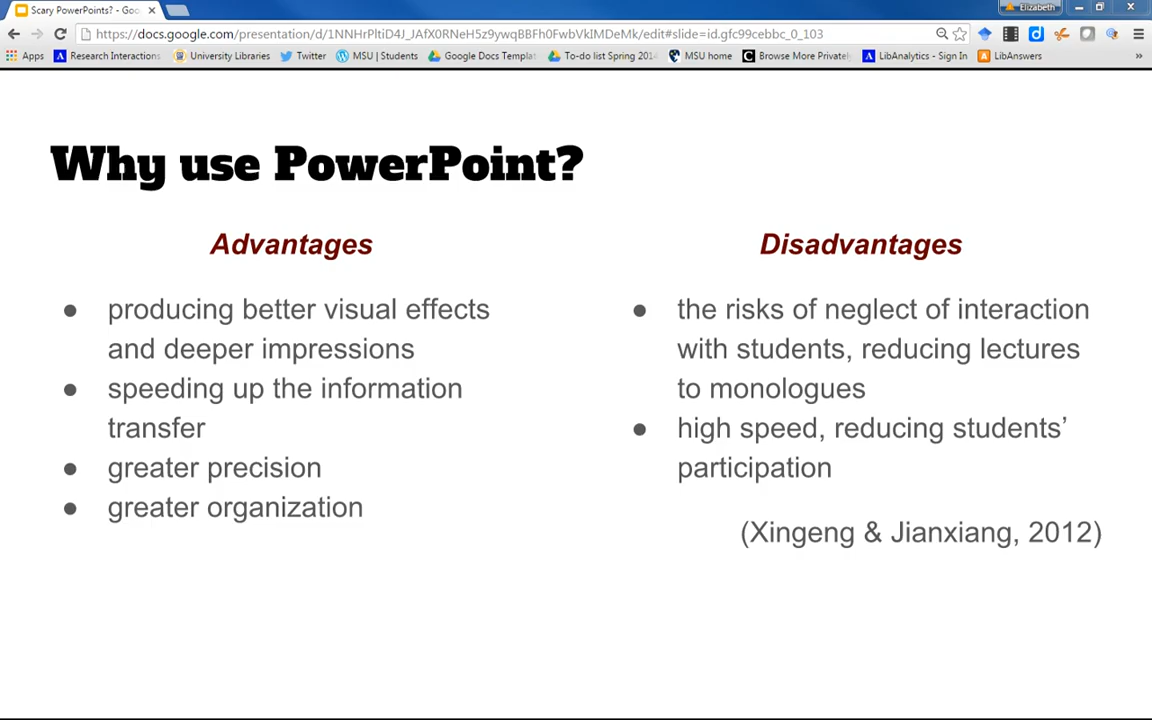 Scary PowerPoints? - Goo
Elizabeth
https://docs.google.com/presentation/d/1NNHrPltiD4J_JAfX0RNeH5z9ywqBBFh0FwbVkIMDeMk/edit#slide=id.gfc99cebbc_0_103
Apps Research Interactions University Libraries Twitter MSU | Students Google Docs Templat To-do list Spring 2014 MSU home Browse More Privatel LibAnalytics - Sign In LibAnswers »
Why use PowerPoint?
Advantages
● producing better visual effects
and deeper impressions
● speeding up the information
transfer
● greater precision
● greater organization
Disadvantages
● the risks of neglect of interaction
with students, reducing lectures
to monologues
● high speed, reducing students’
participation
(Xingeng & Jianxiang, 2012)